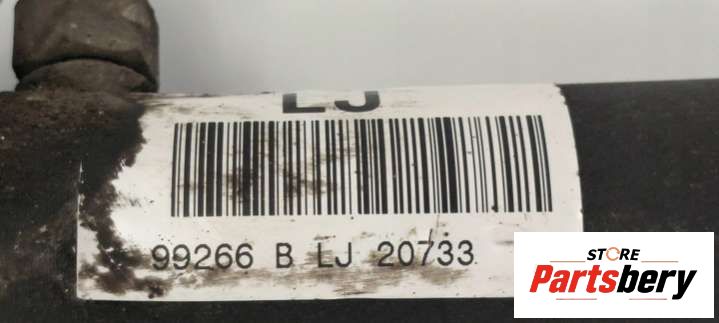 LJ
99266 B LJ 20733
STORE
Partsbery